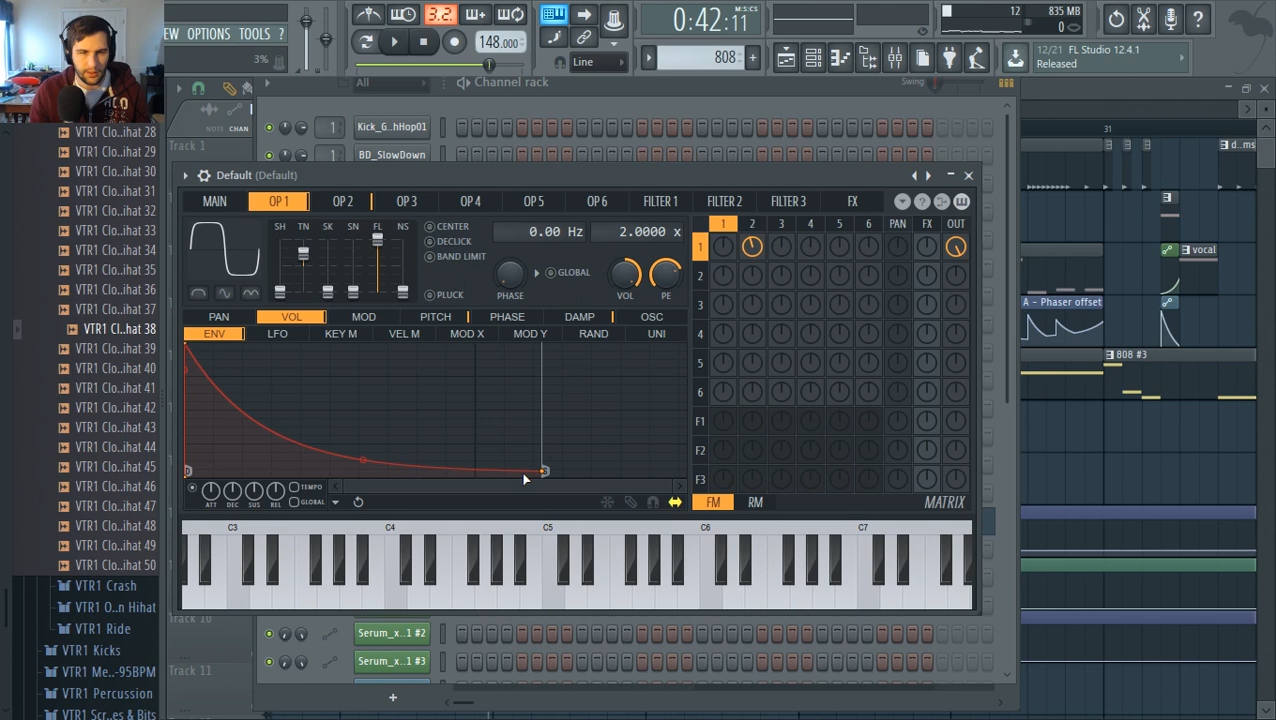 EW OPTIONS TOOLS ?
3%
3.2
148.000
0:42:11
M:S:CS
12
835 MB
0
Line
808
12/21 FL Studio 12.4.1
Released
All
Channel rack
Swing
NOTE CHAN
Track 1
1
Kick_G..hHop01
1
BD_SlowDown
31
d..ms
vocal
A - Phaser offset
808 #3
VTR1 Clo..ihat 28
VTR1 Clo..ihat 29
VTR1 Clo..ihat 30
VTR1 Clo..ihat 31
VTR1 Clo..ihat 32
VTR1 Clo..ihat 33
VTR1 Clo..ihat 34
VTR1 Clo..ihat 35
VTR1 Clo..ihat 36
VTR1 Clo..ihat 37
VTR1 Cl..hat 38
VTR1 Clo..ihat 39
VTR1 Clo..ihat 40
VTR1 Clo..ihat 41
VTR1 Clo..ihat 42
VTR1 Clo..ihat 43
VTR1 Clo..ihat 44
VTR1 Clo..ihat 45
VTR1 Clo..ihat 46
VTR1 Clo..ihat 47
VTR1 Clo..ihat 48
VTR1 Clo..ihat 49
VTR1 Clo..ihat 50
VTR1 Crash
VTR1 O..n Hihat
VTR1 Ride
VTR1 Kicks
VTR1 Me..-95BPM
VTR1 Percussion
VTR1 Scr..es & Bits
Default (Default)
MAIN OP 1 OP 2 OP 3 OP 4 OP 5 OP 6 FILTER 1 FILTER 2 FILTER 3 FX
SH TN SK SN FL NS
CENTER
DECLICK
BAND LIMIT
PLUCK
0.00 Hz 2.0000 x
PHASE
GLOBAL
VOL PE
PAN VOL MOD PITCH PHASE DAMP OSC
ENV LFO KEY M VEL M MOD X MOD Y RAND UNI
D
S
ATT DEC SUS REL
TEMPO
GLOBAL
1 2 3 4 5 6 PAN FX OUT
1
2
3
4
5
6
F1
F2
F3
FM RM MATRIX
C3 C4 C5 C6 C7
Track 10
Serum_x..1 #2
Serum_x..1 #3
Track 11
+